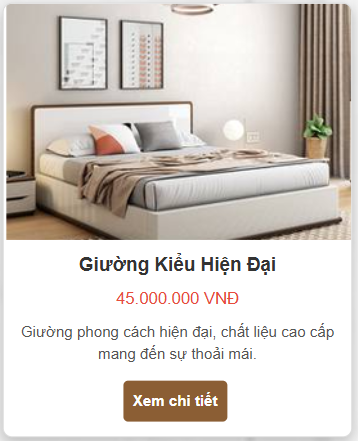 Giường Kiểu Hiện Đại
45.000.000 VNĐ
Giường phong cách hiện đại, chất liệu cao cấp
mang đến sự thoải mái.
Xem chi tiết